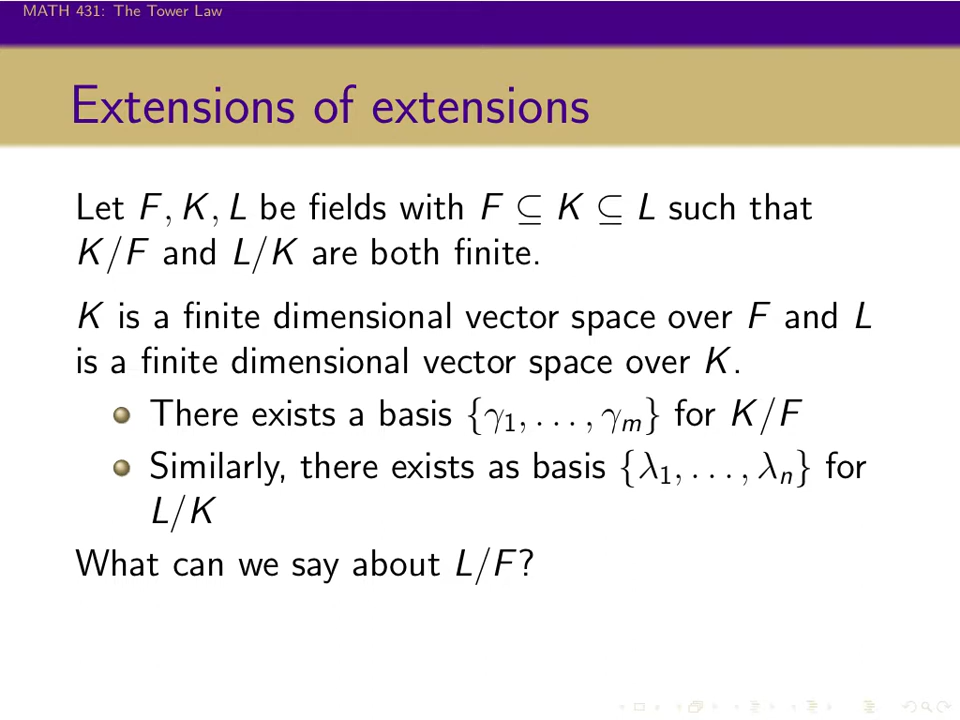 MATH 431: The Tower Law
Extensions of extensions
Let F, K, L be fields with F ⊆ K ⊆ L such that
K/F and L/K are both finite.
K is a finite dimensional vector space over F and L
is a finite dimensional vector space over K.
There exists a basis {γ₁, . . . , γₘ} for K/F
Similarly, there exists as basis {λ₁, . . . , λₙ} for
L/K
What can we say about L/F?